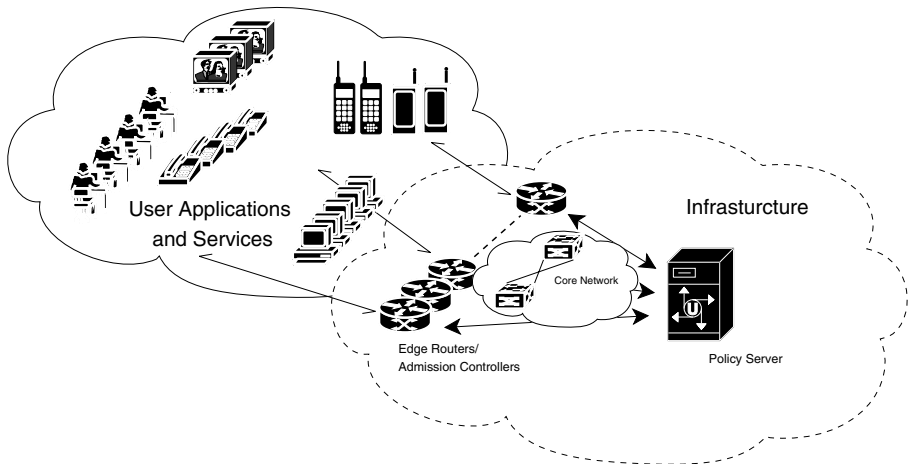 User Applications
and Services
Infrasturcture
Core Network
U
Edge Routers/
Admission Controllers
Policy Server